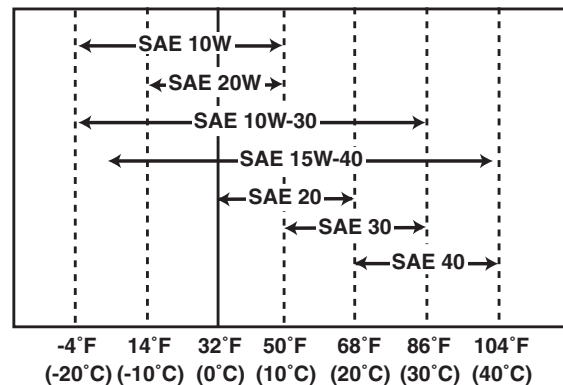 SAE 10W
SAE 20W
SAE 10W-30
SAE 15W-40
SAE 20
SAE 30
SAE 40
-4˚F 14˚F 32˚F 50˚F 68˚F 86˚F 104˚F
(-20˚C) (-10˚C) (0˚C) (10˚C) (20˚C) (30˚C) (40˚C)